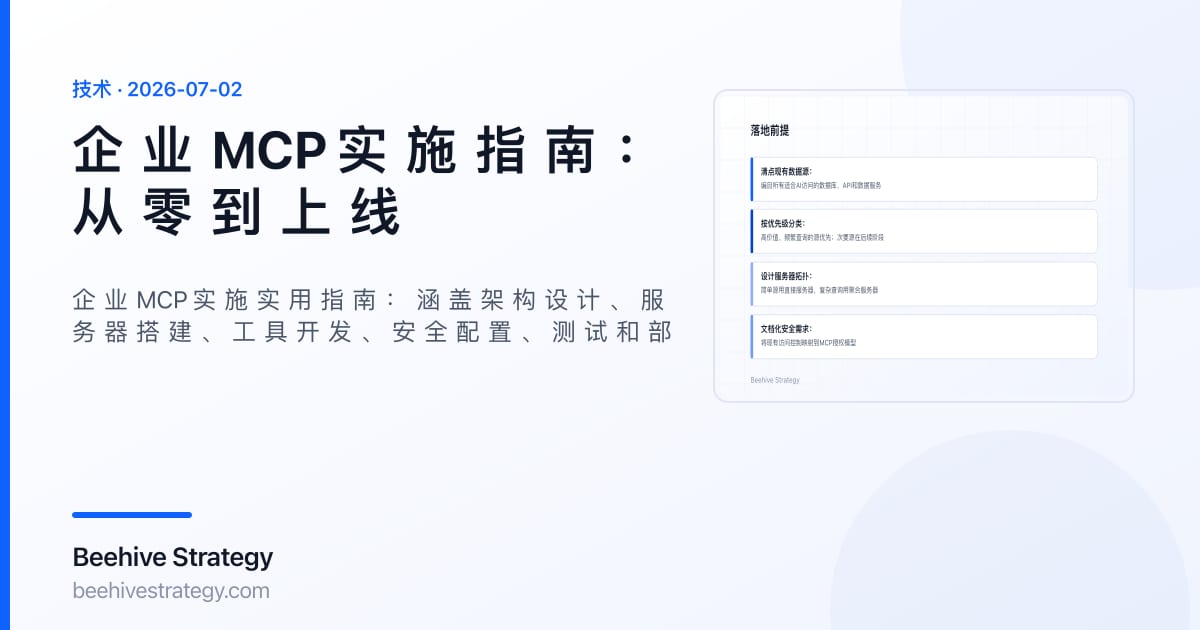 技术 · 2026-07-02
企业MCP实施指南：
从零到上线
企业MCP实施实用指南：涵盖架构设计、服
务器搭建、工具开发、安全配置、测试和部
落地前提
清点现有数据源：
编目所有适合AI访问的数据库、API和数据服务
按优先级分类：
高价值、频繁查询的源优先；次要源在后续阶段
设计服务器拓扑：
简单源用直接服务器，复杂查询用聚合服务器
文档化安全需求：
将现有访问控制映射到MCP授权模型
Beehive Strategy
Beehive Strategy
beehivestrategy.com